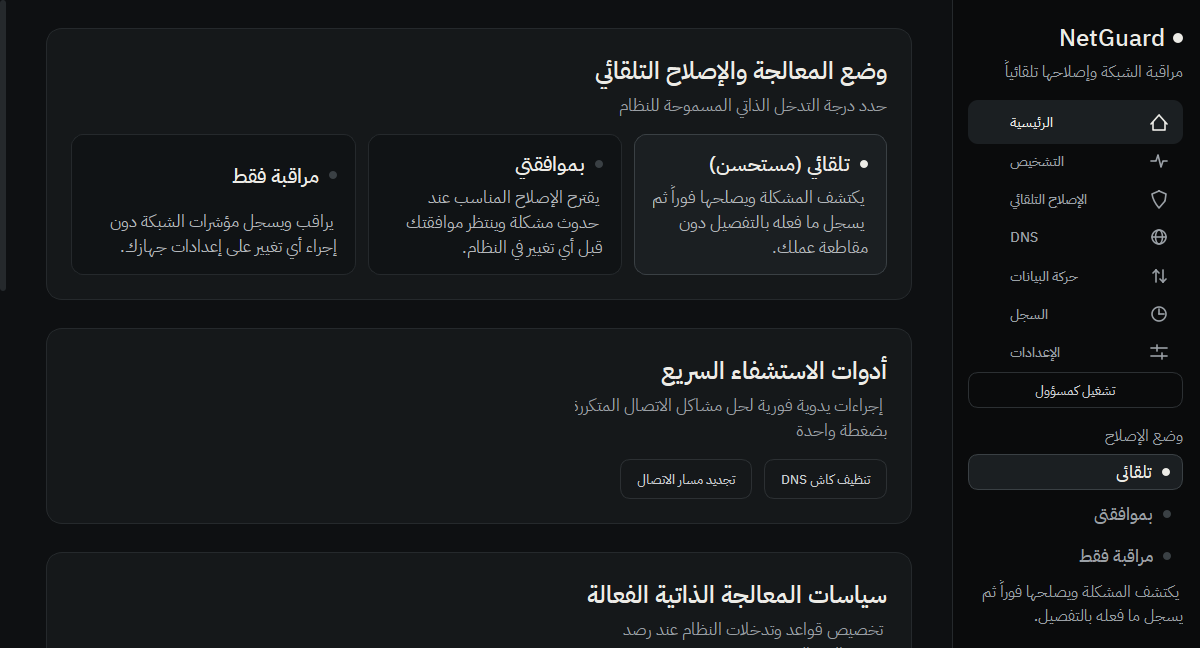 NetGuard
مراقبة الشبكة وإصلاحها تلقائياً
الرئيسية
التشخيص
الإصلاح التلقائي
DNS
حركة البيانات
السجل
الإعدادات
تشغيل كمسؤول
وضع الإصلاح
تلقائي
بموافقتي
مراقبة فقط
يكتشف المشكلة ويصلحها فوراً ثم
يسجل ما فعله بالتفصيل.
وضع المعالجة والإصلاح التلقائي
حدد درجة التدخل الذاتي المسموحة للنظام
تلقائي (مستحسن)
يكتشف المشكلة ويصلحها فوراً ثم
يسجل ما فعله بالتفصيل دون
مقاطعة عملك.
بموافقتي
يقترح الإصلاح المناسب عند
حدوث مشكلة وينتظر موافقتك
قبل أي تغيير في النظام.
مراقبة فقط
يراقب ويسجل مؤشرات الشبكة دون
إجراء أي تغيير على إعدادات جهازك.
أدوات الاستشفاء السريع
إجراءات يدوية فورية لحل مشاكل الاتصال المتكررة
بضغطة واحدة
تنظيف كاش DNS
تجديد مسار الاتصال
سياسات المعالجة الذاتية الفعالة
تخصيص قواعد وتدخلات النظام عند رصد